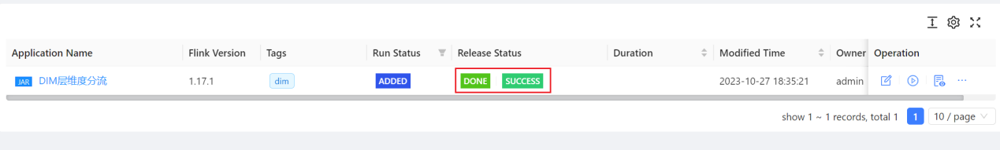 Application Name Flink Version Tags Run Status Release Status Duration Modified Time Owner Operation
JAR DIM层维度分流 1.17.1 dim ADDED DONE SUCCESS 2023-10-27 18:35:21 admin ···
show 1 ~ 1 records, total 1 1 10 / page